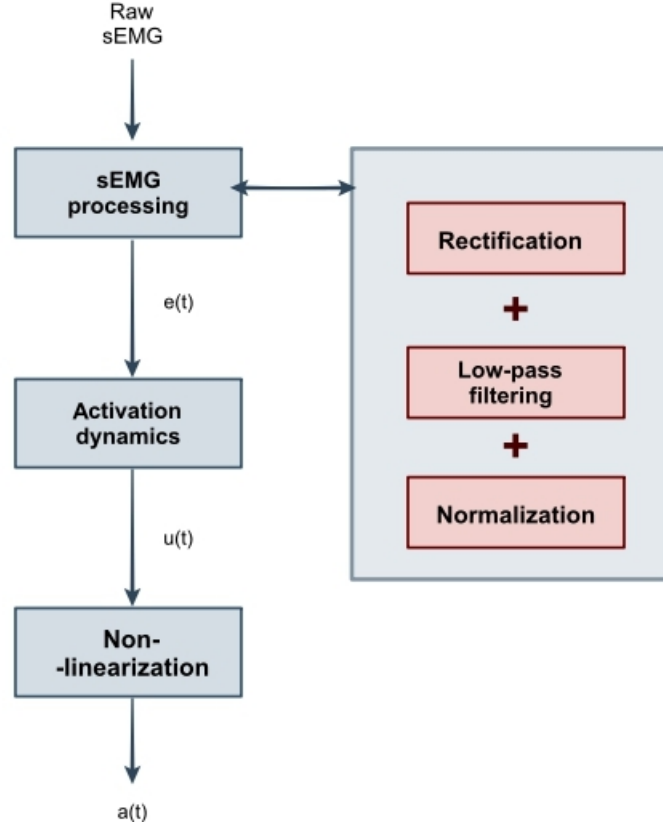 Raw
sEMG
sEMG
processing
e(t)
Activation
dynamics
u(t)
Non-
-linearization
a(t)
Rectification
+
Low-pass
filtering
+
Normalization